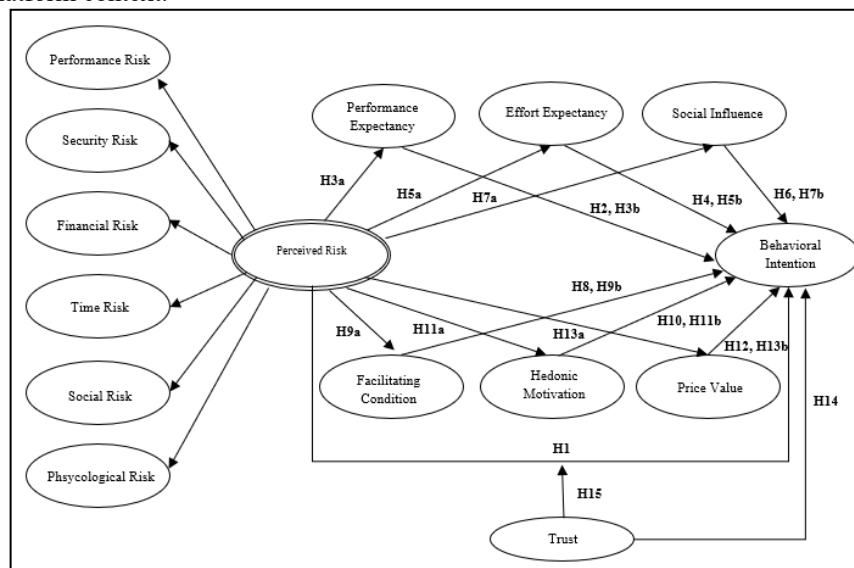 Performance Risk
Security Risk
Financial Risk
Time Risk
Social Risk
Phsycological Risk
Perceived Risk
Performance
Expectancy
Effort Expectancy
Social Influence
H3a
H5a
H7a
H2, H3b
H4, H5b
H6, H7b
Behavioral
Intention
H8, H9b
H10, H11b
H12, H13b
H9a
H11a
H13a
Facilitating
Condition
Hedonic
Motivation
Price Value
H14
H1
H15
Trust